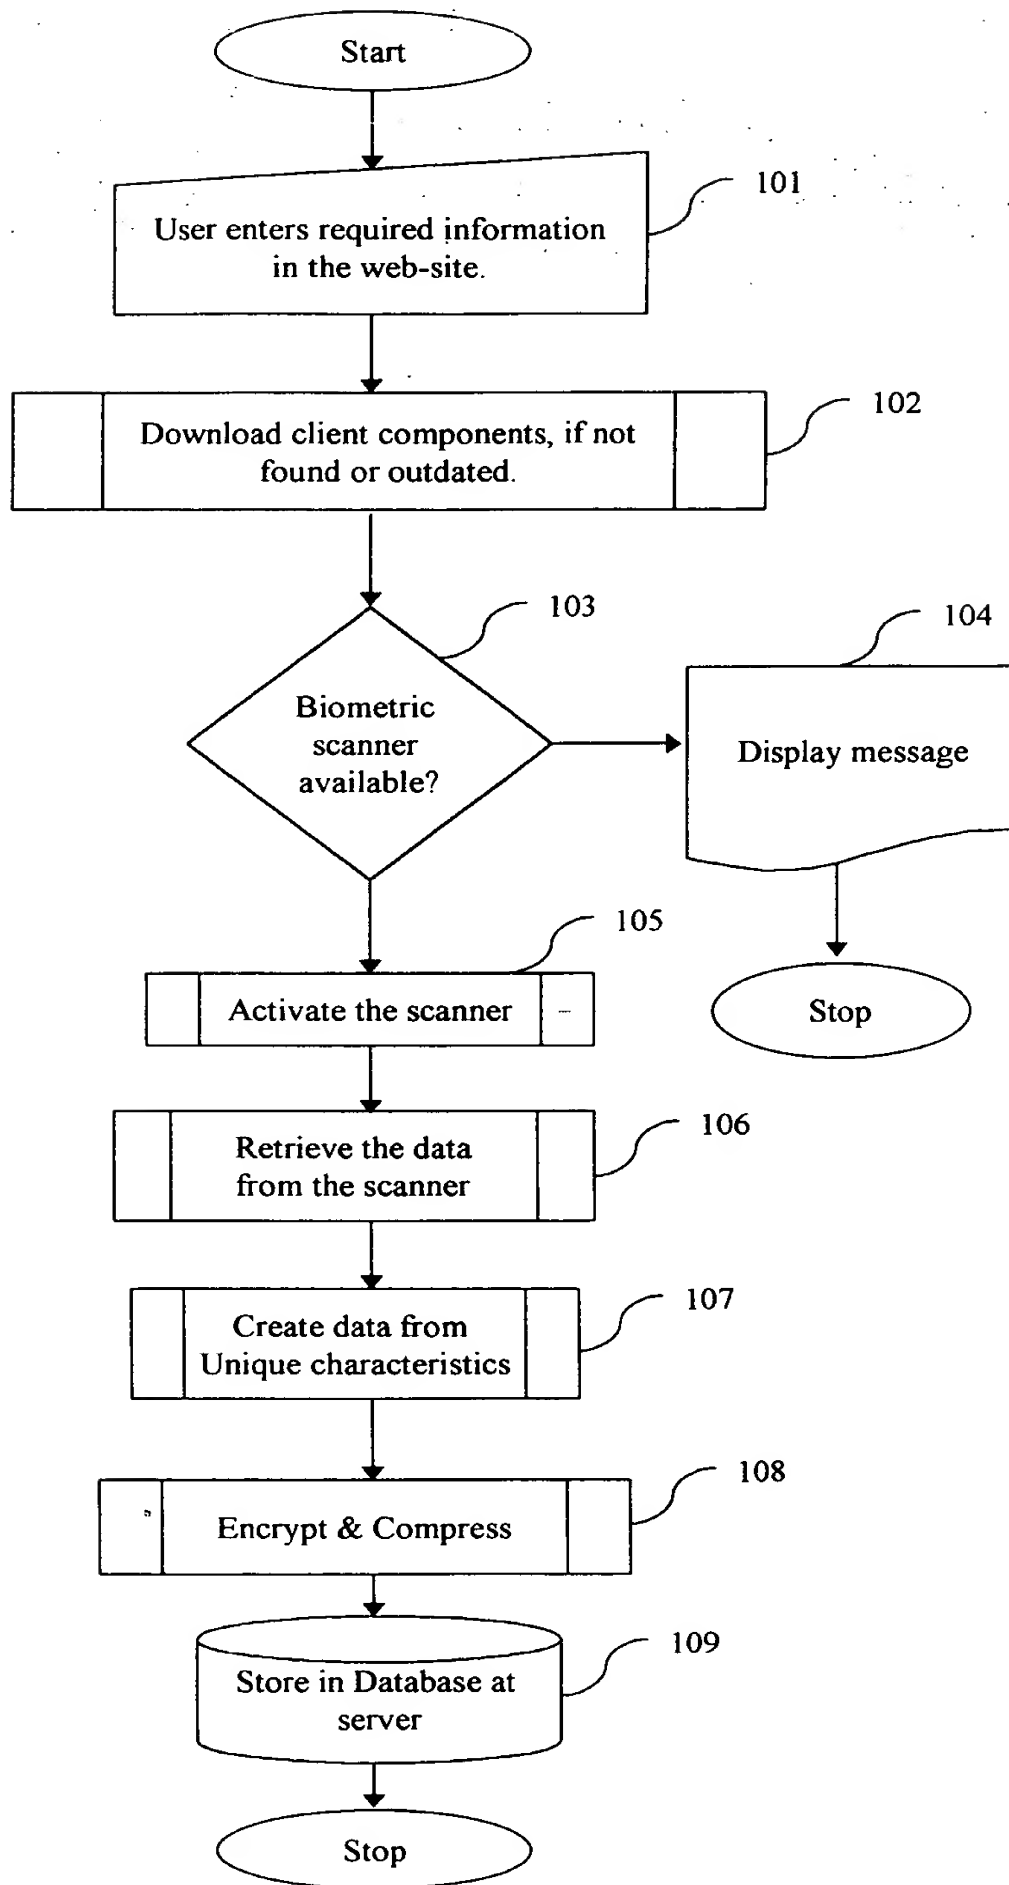 Start
101
User enters required information
in the web-site.
102
Download client components, if not
found or outdated.
103
104
Biometric
scanner
available?
Display message
105
Activate the scanner
Stop
106
Retrieve the data
from the scanner
107
Create data from
Unique characteristics
108
Encrypt & Compress
109
Store in Database at
server
Stop